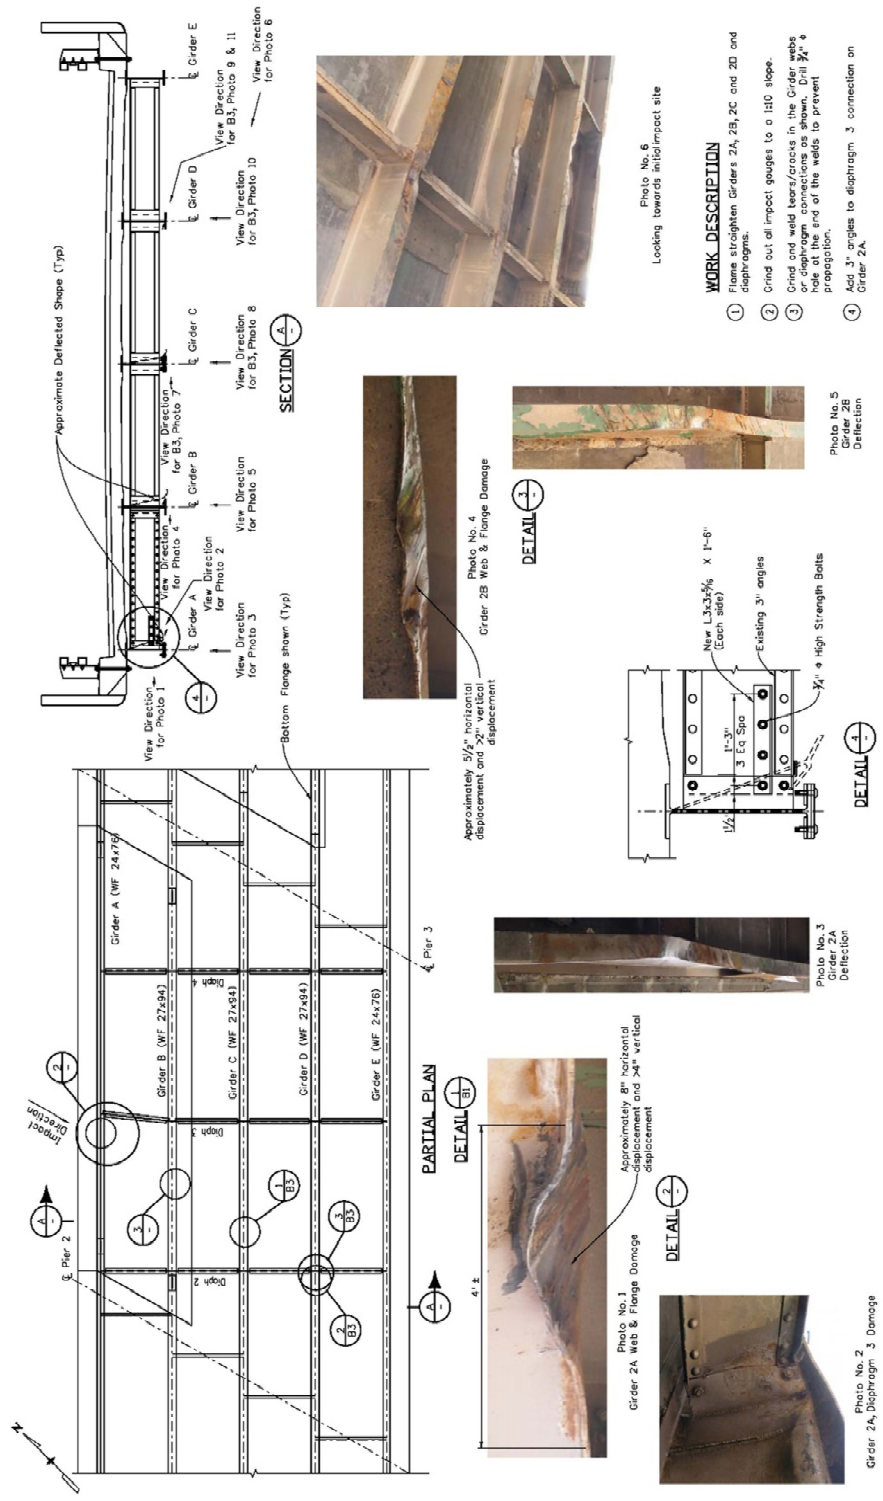 Girder E
Girder D
Girder C
Girder B
Girder A
Approximate Deflected Shape (Typ)
View Direction
for Photo 1
View Direction
for Photo 3
View Direction
for Photo 2
View Direction
for Photo 4
View Direction
for Photo 5
View Direction
for B3, Photo 7
View Direction
for B3, Photo 8
View Direction
for B3, Photo 10
View Direction
for B3, Photo 9 & 11
View Direction
for Photo 6
4
-
SECTION
A
-
N
Pier 2
A
-
Impact
Direction
2
-
3
-
1
B3
2
B3
3
B3
A
-
Diaph 2
Diaph 3
Diaph 4
Girder A (WF 24x76)
Girder B (WF 27x94)
Girder C (WF 27x94)
Girder D (WF 27x94)
Girder E (WF 24x76)
Pier 3
Bottom Flange shown (Typ)
PARTIAL PLAN
DETAIL
1
B1
4' ±
Photo No. 1
Girder 2A Web & Flange Damage
Approximately 8" horizontal
displacement and >4" vertical
displacement
DETAIL
2
-
Photo No. 2
Girder 2A, Diaphragm 3 Damage
Photo No. 3
Girder 2A
Deflection
Approximately 5½" horizontal
displacement and >2" vertical
displacement
Photo No. 4
Girder 2B Web & Flange Damage
DETAIL
3
-
Photo No. 5
Girder 2B
Deflection
New L3x3x5/16 X 1'-6"
(Each side)
Existing 3" angles
¾" ϕ High Strength Bolts
1'-3"
3 Eq Spa
1½"
DETAIL
4
-
Photo No. 6
Looking towards initial impact site
WORK DESCRIPTION
1 Flame straighten Girders 2A, 2B, 2C and 2D and
diaphragms.
2 Grind out all impact gouges to a 1:10 slope.
3 Grind and weld tears/cracks in the Girder webs
or diaphragm connections as shown. Drill ¾" ϕ
hole at the end of the welds to prevent
propagation.
4 Add 3" angles to diaphragm 3 connection on
Girder 2A.